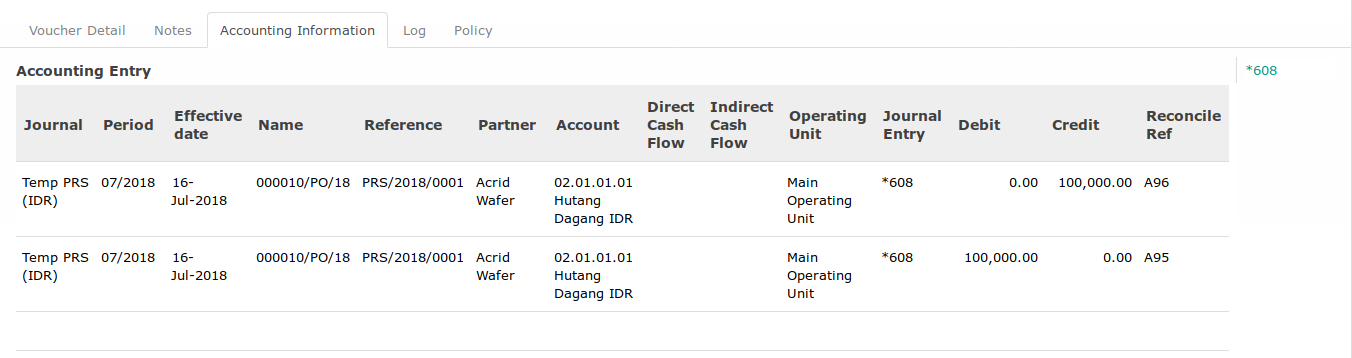 Voucher Detail Notes Accounting Information Log Policy
Accounting Entry *608
Journal Period Effective date Name Reference Partner Account Direct Cash Flow Indirect Cash Flow Operating Unit Journal Entry Debit Credit Reconcile Ref
Temp PRS (IDR) 07/2018 16-Jul-2018 000010/PO/18 PRS/2018/0001 Acrid Wafer 02.01.01.01 Hutang Dagang IDR Main Operating Unit *608 0.00 100,000.00 A96
Temp PRS (IDR) 07/2018 16-Jul-2018 000010/PO/18 PRS/2018/0001 Acrid Wafer 02.01.01.01 Hutang Dagang IDR Main Operating Unit *608 100,000.00 0.00 A95